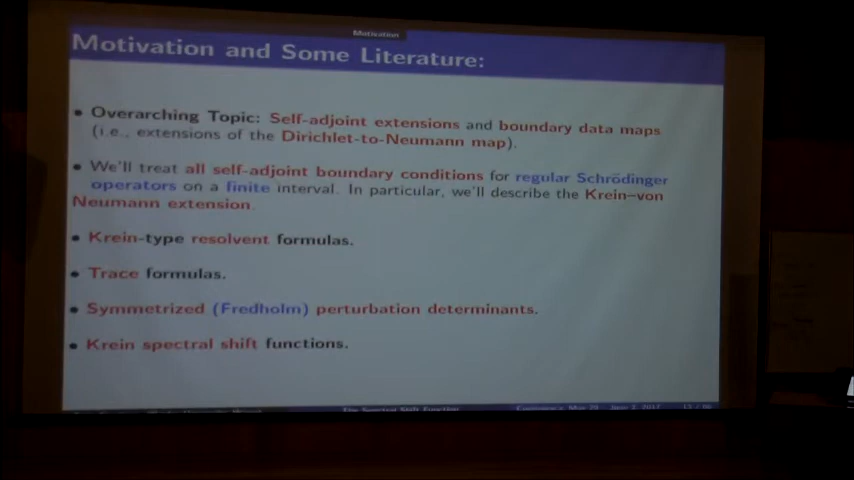 Motivation
Motivation and Some Literature:
• Overarching Topic: Self-adjoint extensions and boundary data maps
(i.e., extensions of the Dirichlet-to-Neumann map).
• We'll treat all self-adjoint boundary conditions for regular Schrödinger
operators on a finite interval. In particular, we'll describe the Krein–von
Neumann extension.
• Krein-type resolvent formulas.
• Trace formulas.
• Symmetrized (Fredholm) perturbation determinants.
• Krein spectral shift functions.
The Spectral Shift Function